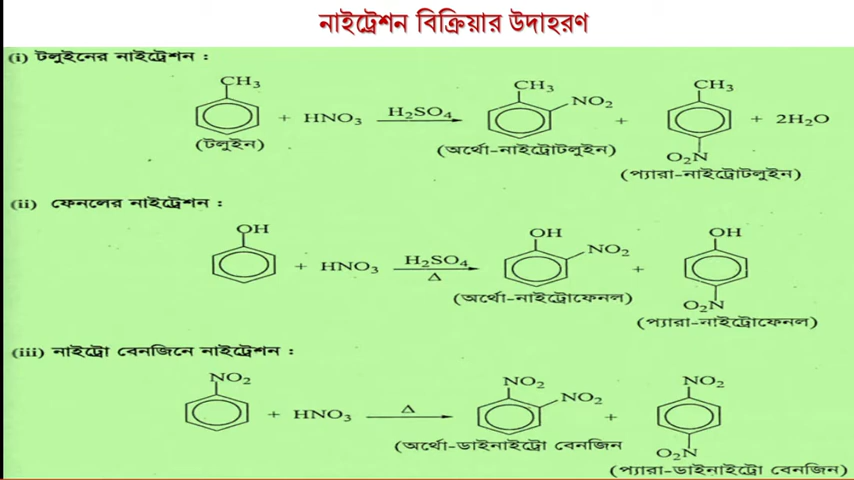 নাইট্রেশন বিক্রিয়ার উদাহরণ
(i) টলুইনের নাইট্রেশন :
CH₃ CH₃ CH₃
NO₂
+ HNO₃ H₂SO₄ + + 2H₂O
(টলুইন) (অর্থো-নাইট্রোটলুইন) O₂N
(প্যারা-নাইট্রোটলুইন)
(ii) ফেনলের নাইট্রেশন :
OH OH OH
NO₂
+ HNO₃ H₂SO₄ +
Δ
(অর্থো-নাইট্রোফেনল) O₂N
(প্যারা-নাইট্রোফেনল)
(iii) নাইট্রো বেনজিনে নাইট্রেশন :
NO₂ NO₂ NO₂
NO₂
+ HNO₃ Δ +
(অর্থো-ডাইনাইট্রো বেনজিন O₂N
(প্যারা-ডাইনাইট্রো বেনজিন)